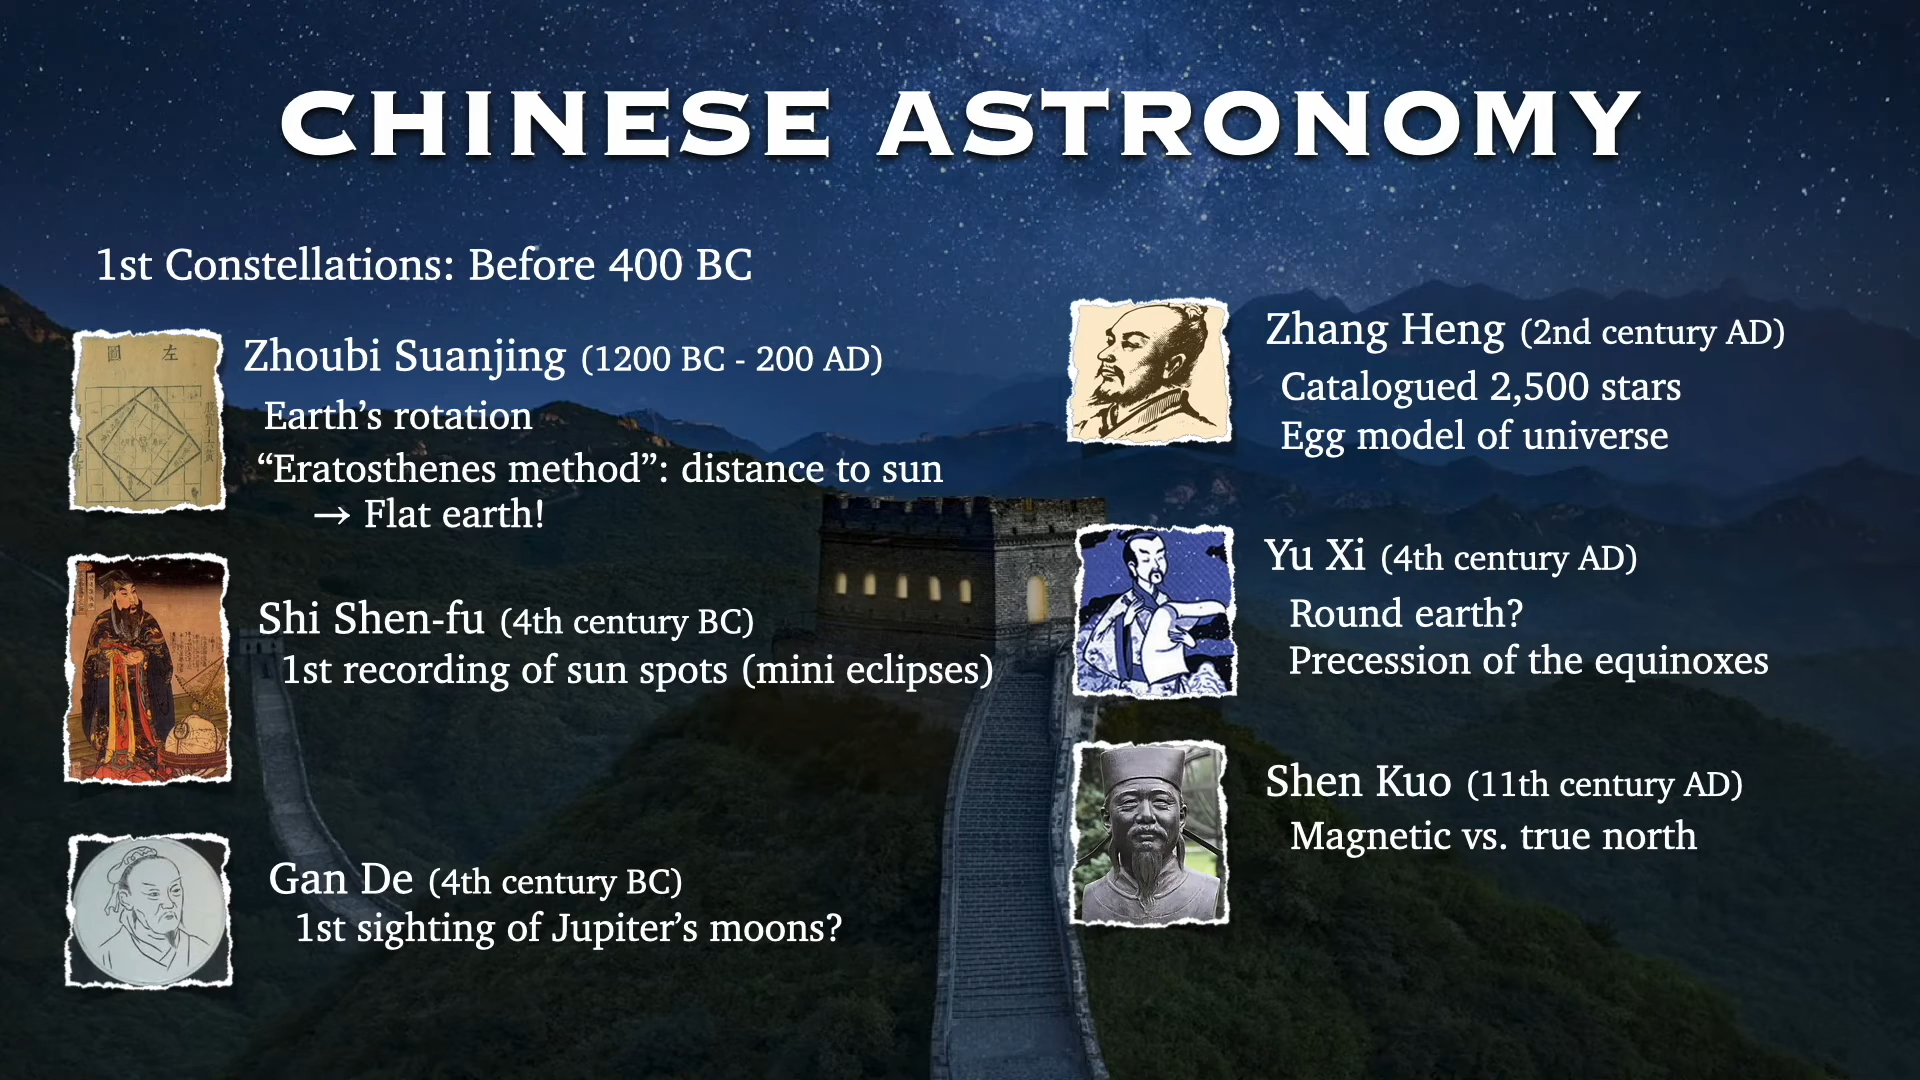 CHINESE ASTRONOMY
1st Constellations: Before 400 BC
圖 左
Zhoubi Suanjing (1200 BC - 200 AD)
Earth’s rotation
“Eratosthenes method”: distance to sun
→ Flat earth!
Shi Shen-fu (4th century BC)
1st recording of sun spots (mini eclipses)
Gan De (4th century BC)
1st sighting of Jupiter’s moons?
Zhang Heng (2nd century AD)
Catalogued 2,500 stars
Egg model of universe
Yu Xi (4th century AD)
Round earth?
Precession of the equinoxes
Shen Kuo (11th century AD)
Magnetic vs. true north